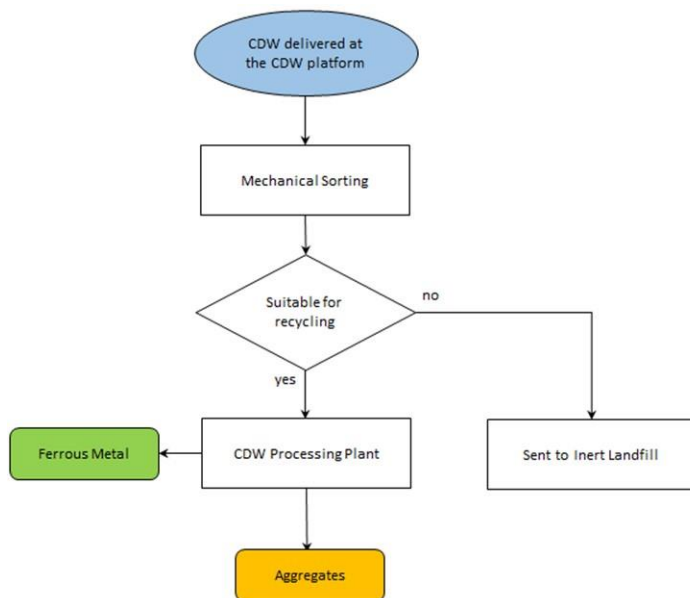 CDW delivered at
the CDW platform
Mechanical Sorting
Suitable for
recycling
no
yes
Ferrous Metal
CDW Processing Plant
Sent to Inert Landfill
Aggregates